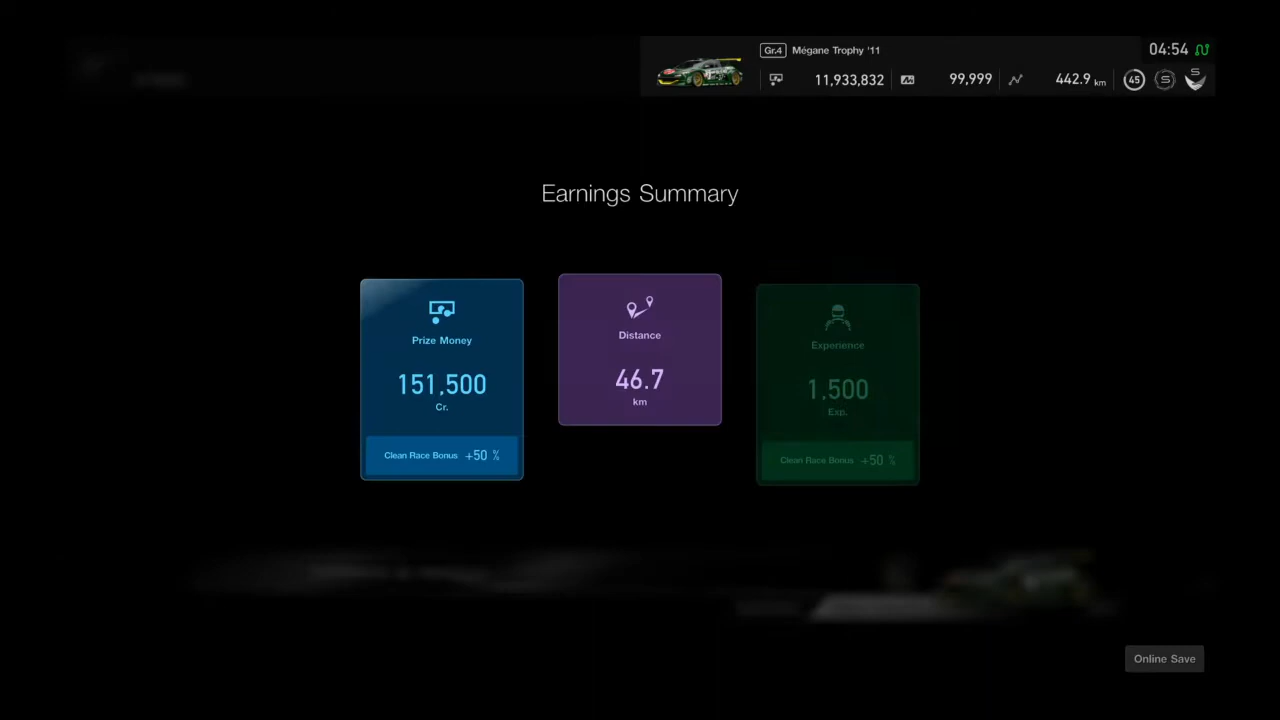 Gr.4 Mégane Trophy '11
04:54
11,933,832 99,999 442.9 km 45 S S
Earnings Summary
Prize Money
151,500
Cr.
Clean Race Bonus +50 %
Distance
46.7
km
Experience
1,500
Exp.
Clean Race Bonus +50 %
Online Save